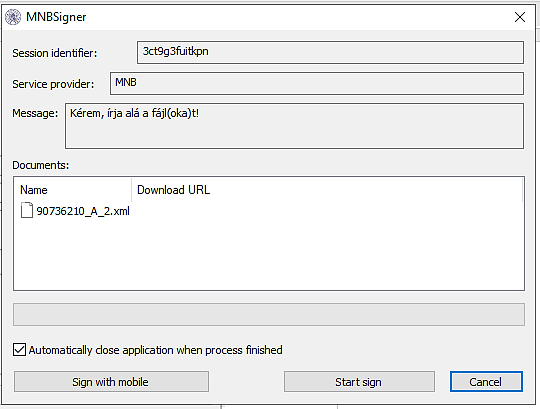 MNBSigner
Session identifier: 3ct9g3fuitkpn
Service provider: MNB
Message: Kérem, írja alá a fájl(oka)t!
Documents:
Name Download URL
90736210_A_2.xml
Automatically close application when process finished
Sign with mobile Start sign Cancel